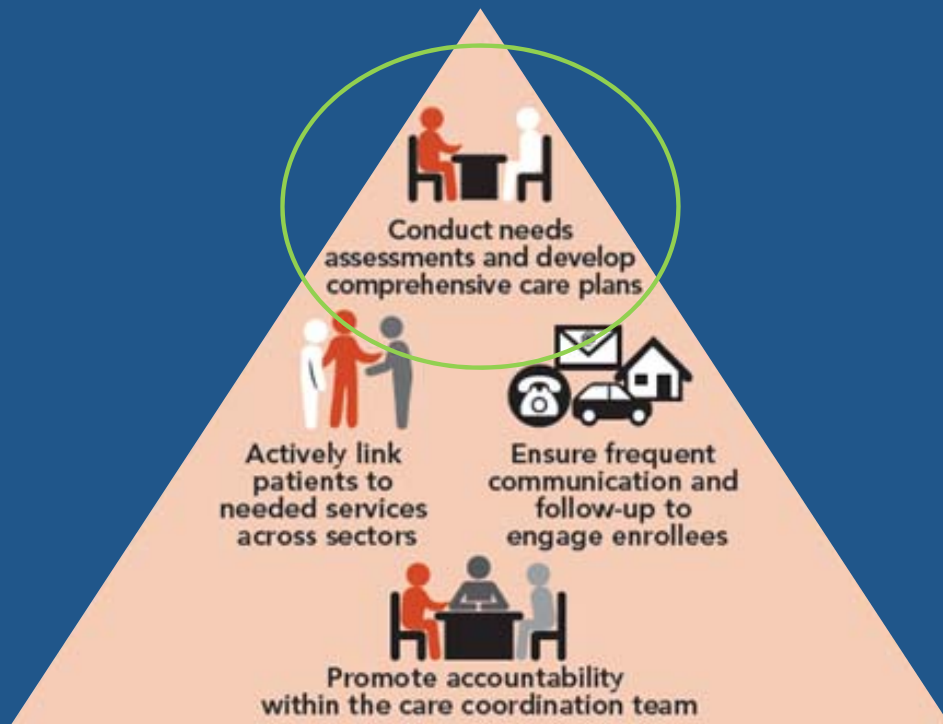 Conduct needs
assessments and develop
comprehensive care plans
Actively link
patients to
needed services
across sectors
Ensure frequent
communication and
follow-up to
engage enrollees
Promote accountability
within the care coordination team